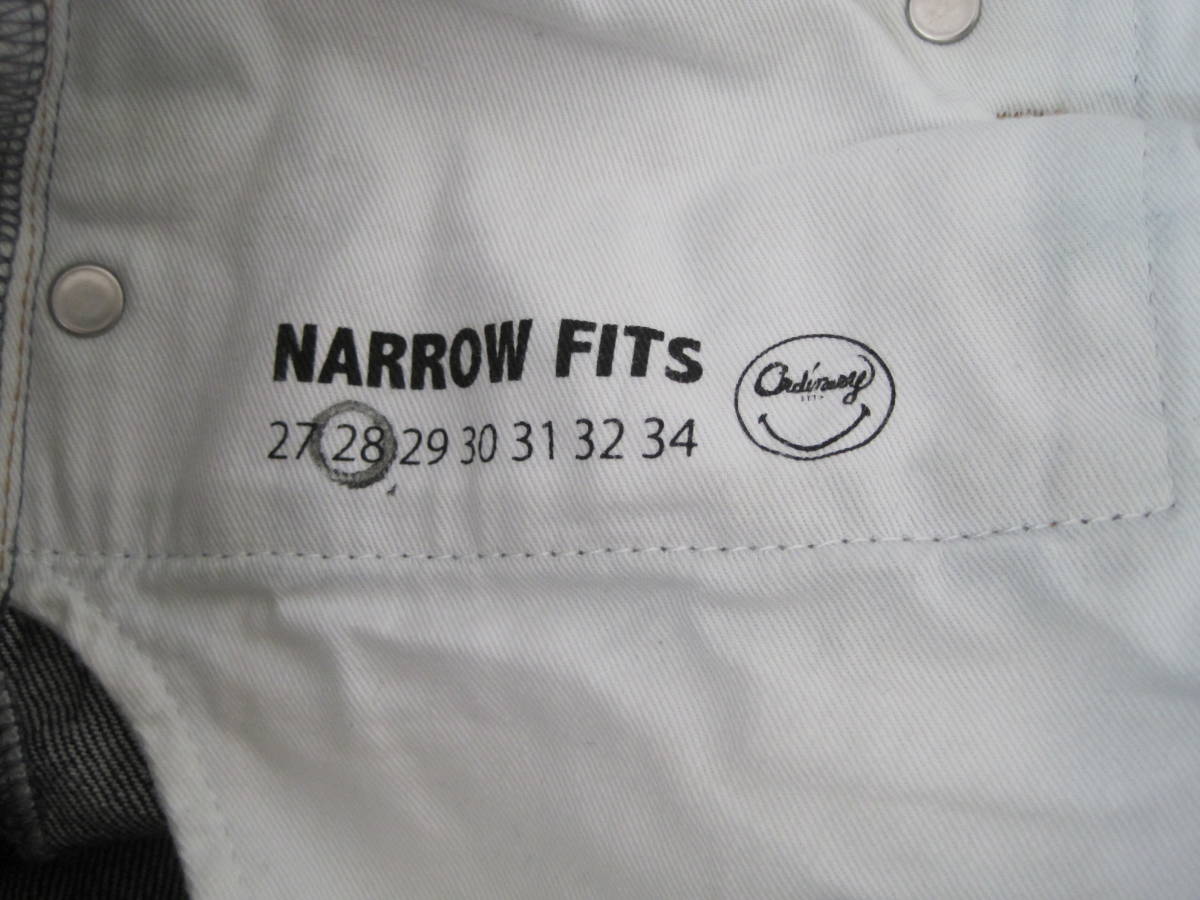 NARROW FITS
27 28 29 30 31 32 34
Ordinary